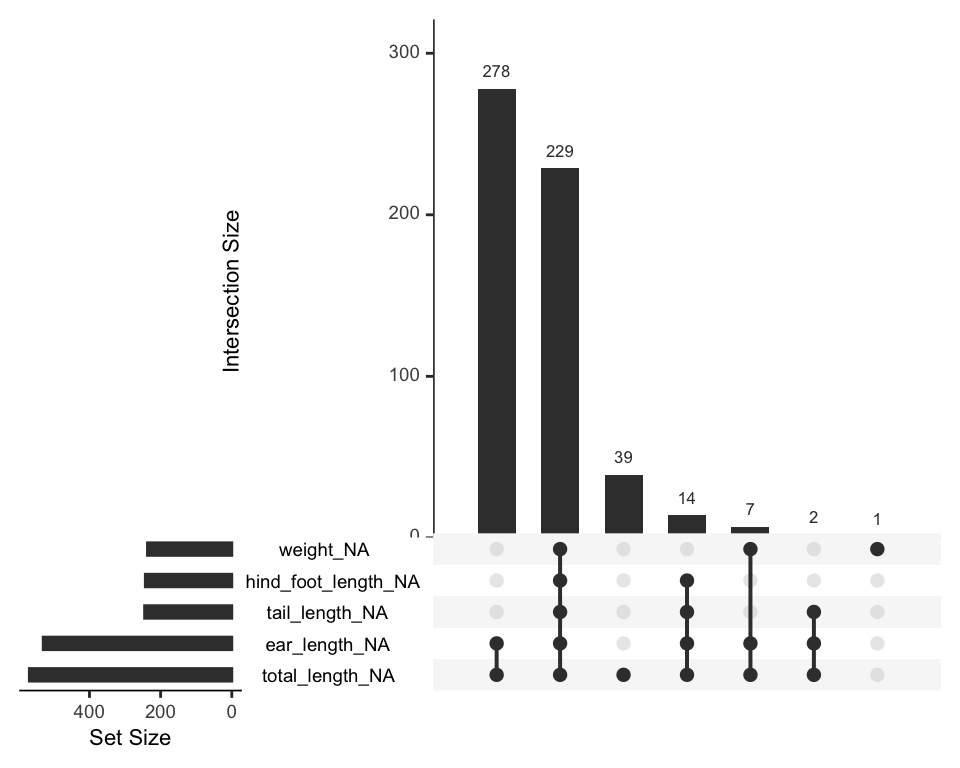 300
278
229
200
Intersection Size
100
39
14
7
2
1
0
weight_NA
hind_foot_length_NA
tail_length_NA
ear_length_NA
total_length_NA
400 200 0
Set Size